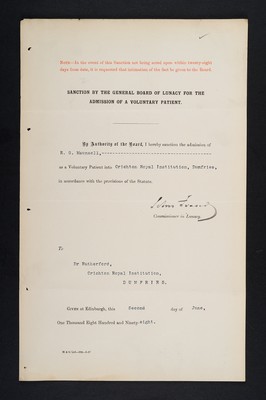 NOTE.—In the event of this Sanction not being acted upon within twenty-eight
days from date, it is requested that intimation of the fact be given to the Board.
SANCTION BY THE GENERAL BOARD OF LUNACY FOR THE
ADMISSION OF A VOLUNTARY PATIENT.
By Authority of the Board, I hereby sanction the admission of
as a Voluntary Patient into Crichton Royal Institution, Dumfries,
in accordance with the provisions of the Statute.
Commissioner in Lunacy.
To
Dr Rutherford,
Crichton Royal Institution,
DUMFRIES.
Given at Edinburgh, this Second day of June,
One Thousand Eight Hundred and Ninety eight.